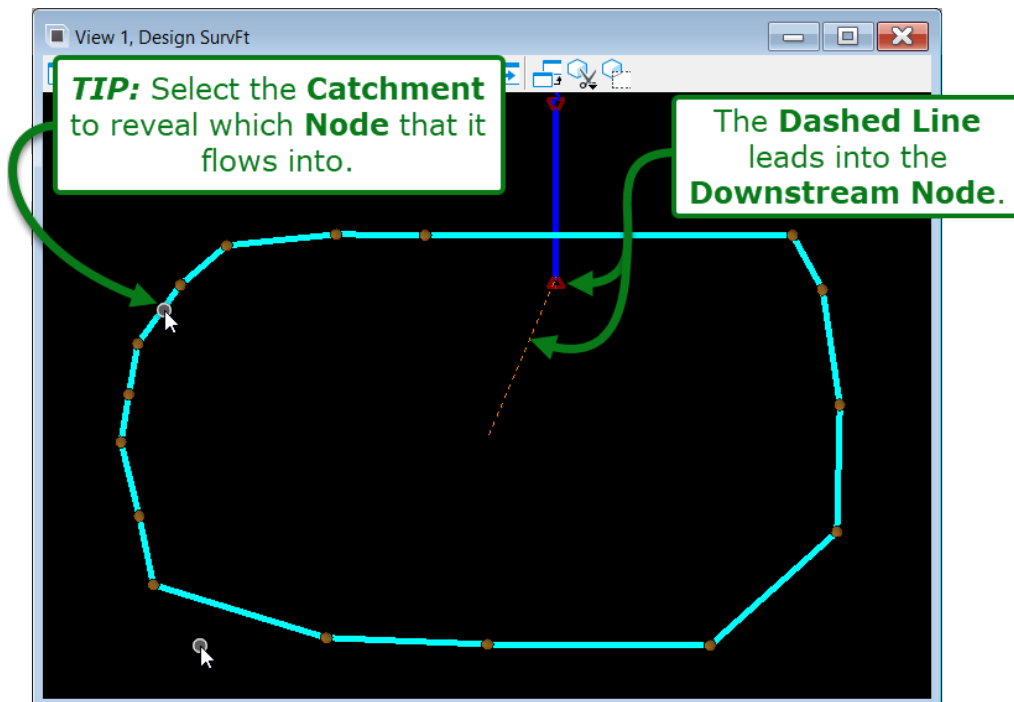 View 1, Design SurvFt
TIP: Select the Catchment
to reveal which Node that it
flows into.
The Dashed Line
leads into the
Downstream Node.